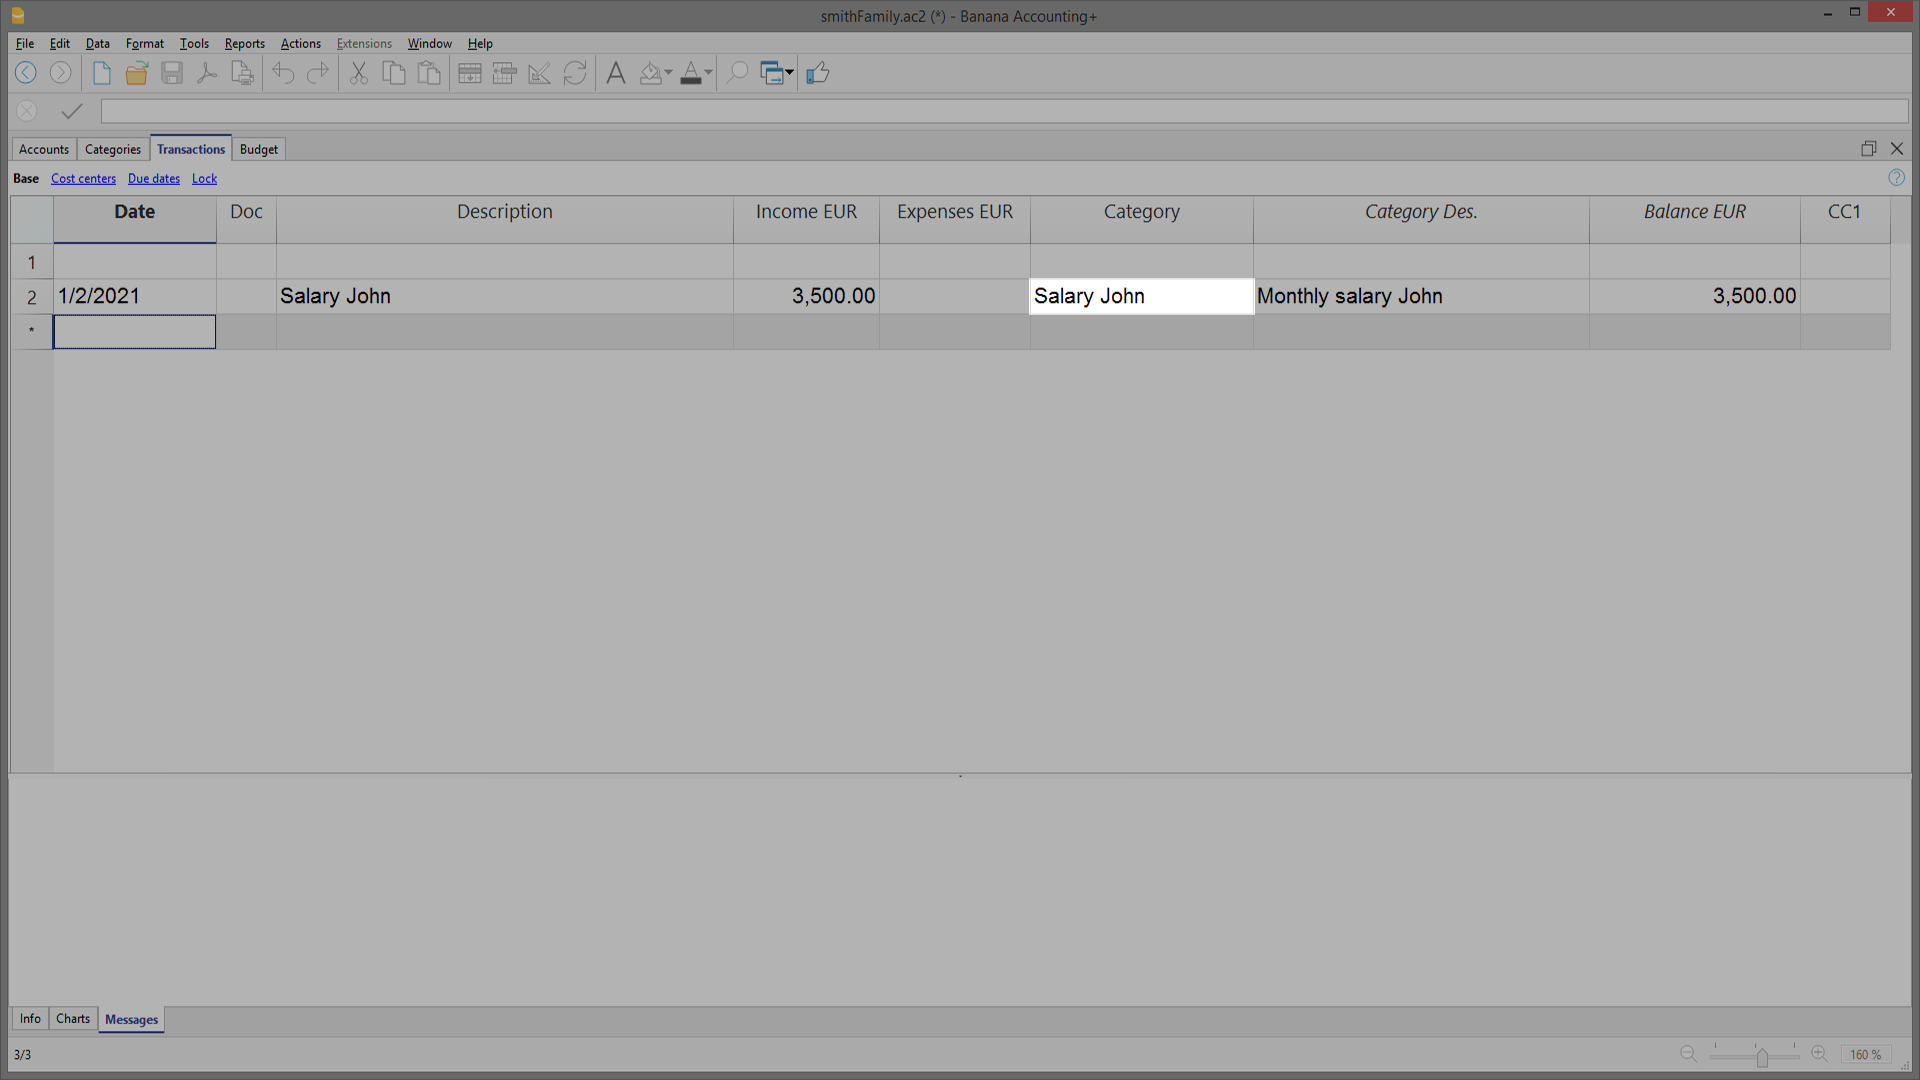 smithFamily.ac2 (*) - Banana Accounting+
File Edit Data Format Tools Reports Actions Extensions Window Help
Accounts Categories Transactions Budget
Base Cost centers Due dates Lock
Date Doc Description Income EUR Expenses EUR Category Category Des. Balance EUR CC1
1
2 1/2/2021 Salary John 3,500.00 Salary John Monthly salary John 3,500.00
*
Info Charts Messages
3/3 160 %